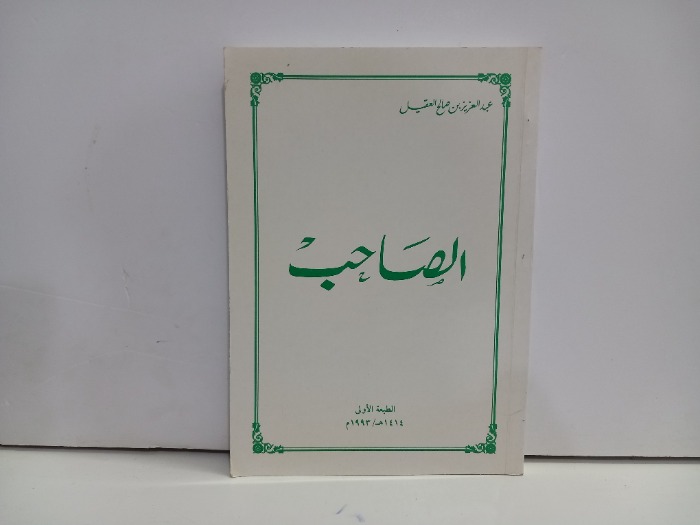 عبد العزيز بن صالح العقيل
الصاحب
الطبعة الأولى
١٤١٤هـ/١٩٩٣م